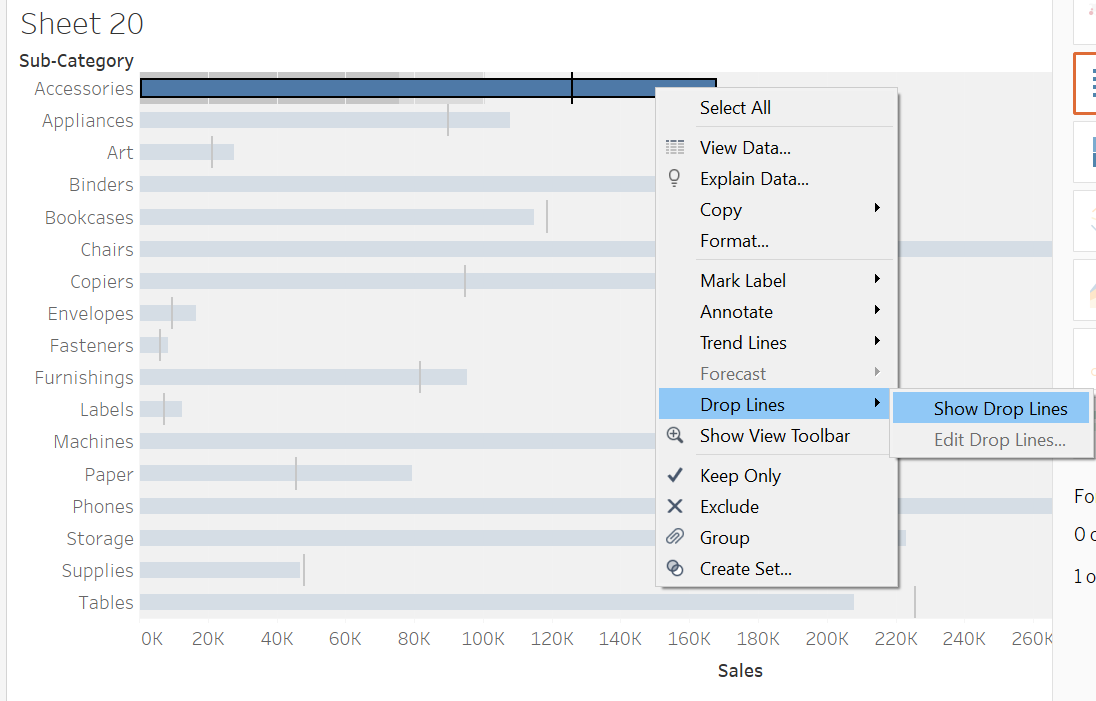 Sheet 20
Sub-Category
Accessories
Appliances
Art
Binders
Bookcases
Chairs
Copiers
Envelopes
Fasteners
Furnishings
Labels
Machines
Paper
Phones
Storage
Supplies
Tables
0K 20K 40K 60K 80K 100K 120K 140K 160K 180K 200K 220K 240K 260K
Sales
Select All
View Data...
Explain Data...
Copy
Format...
Mark Label
Annotate
Trend Lines
Forecast
Drop Lines
Show View Toolbar
Keep Only
Exclude
Group
Create Set...
Show Drop Lines
Edit Drop Lines...
Fo
0 o
1 o